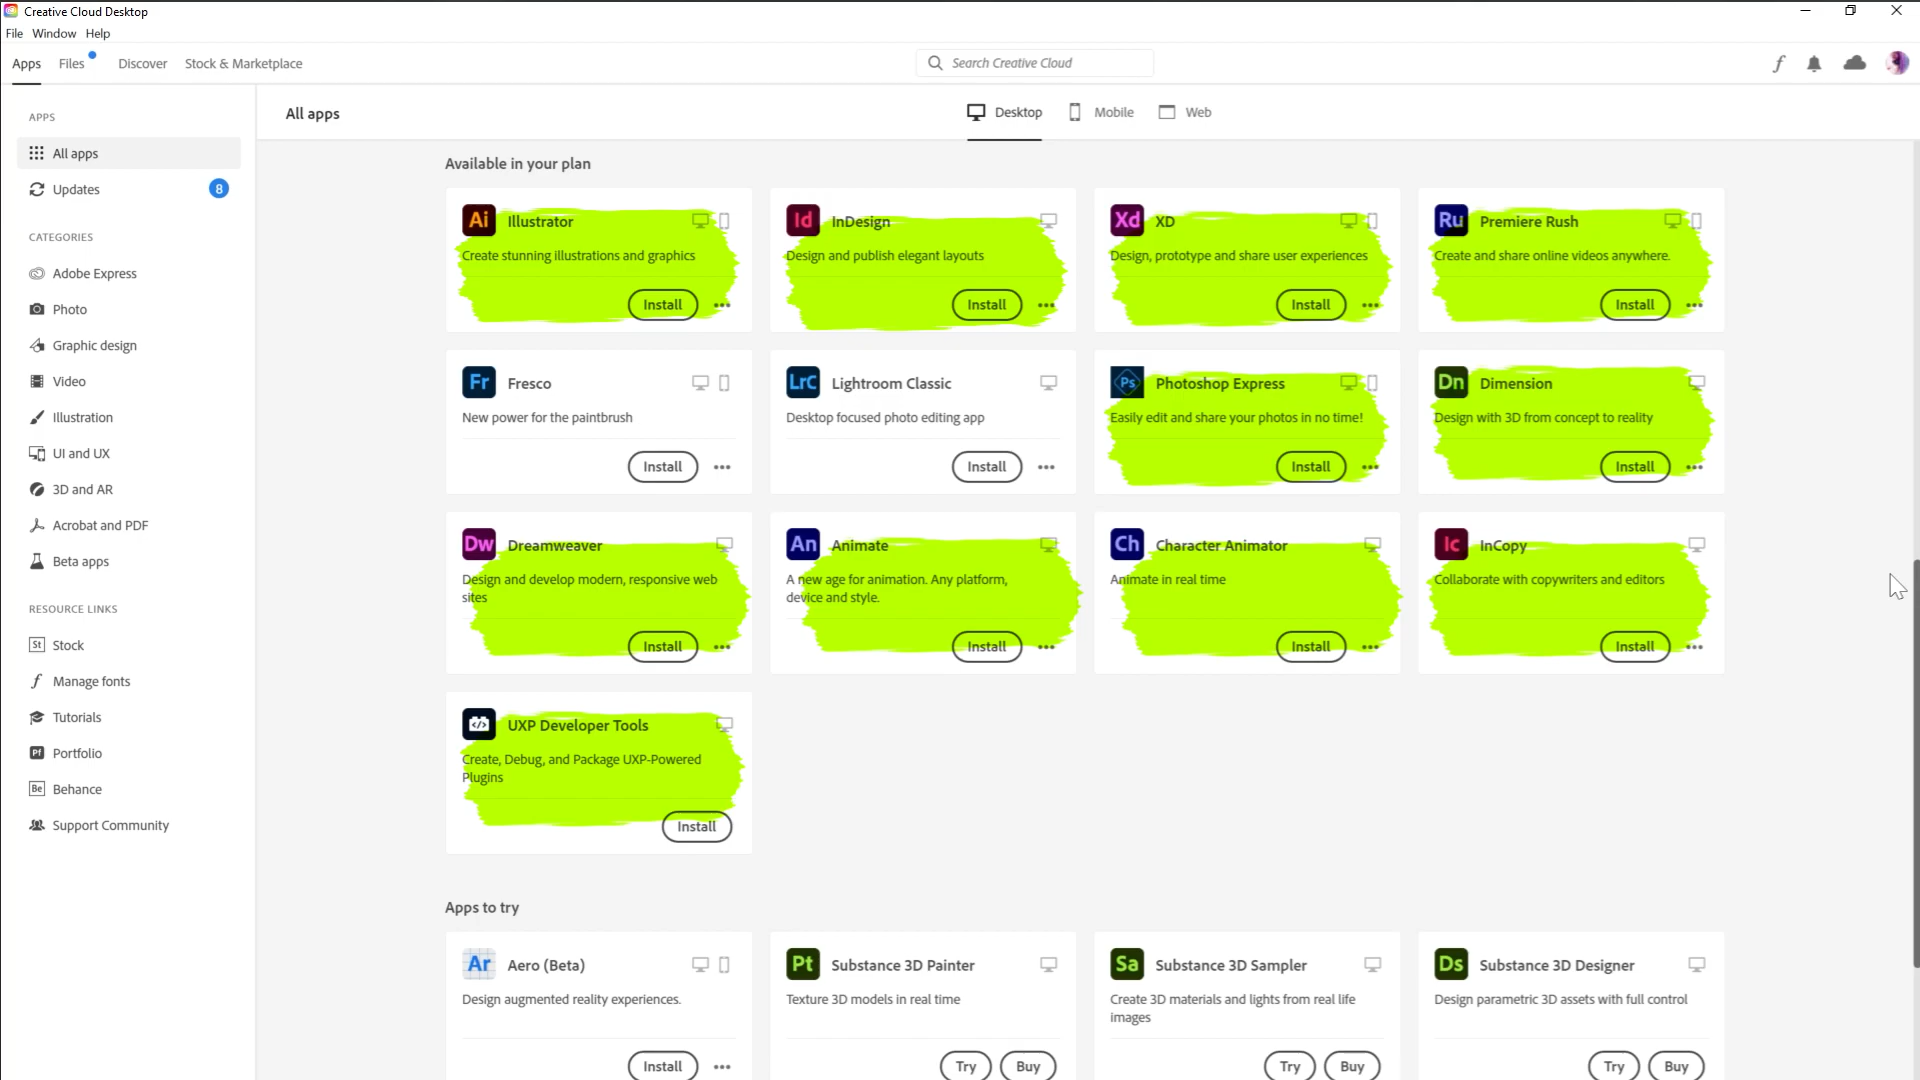 Creative Cloud Desktop
File Window Help
Apps Files Discover Stock & Marketplace
Search Creative Cloud
APPS
All apps
Updates 8
CATEGORIES
Adobe Express
Photo
Graphic design
Video
Illustration
UI and UX
3D and AR
Acrobat and PDF
Beta apps
RESOURCE LINKS
St Stock
Manage fonts
Tutorials
Pf Portfolio
Be Behance
Support Community
All apps
Desktop Mobile Web
Available in your plan
Ai Illustrator
Create stunning illustrations and graphics
Install
Id InDesign
Design and publish elegant layouts
Install
Xd XD
Design, prototype and share user experiences
Install
Ru Premiere Rush
Create and share online videos anywhere.
Install
Fr Fresco
New power for the paintbrush
Install
LrC Lightroom Classic
Desktop focused photo editing app
Install
Ps Photoshop Express
Easily edit and share your photos in no time!
Install
Dn Dimension
Design with 3D from concept to reality
Install
Dw Dreamweaver
Design and develop modern, responsive web
sites
Install
An Animate
A new age for animation. Any platform,
device and style.
Install
Ch Character Animator
Animate in real time
Install
Ic InCopy
Collaborate with copywriters and editors
Install
UXP Developer Tools
Create, Debug, and Package UXP-Powered
Plugins
Install
Apps to try
Ar Aero (Beta)
Design augmented reality experiences.
Install
Pt Substance 3D Painter
Texture 3D models in real time
Try Buy
Sa Substance 3D Sampler
Create 3D materials and lights from real life
images
Try Buy
Ds Substance 3D Designer
Design parametric 3D assets with full control
Try Buy